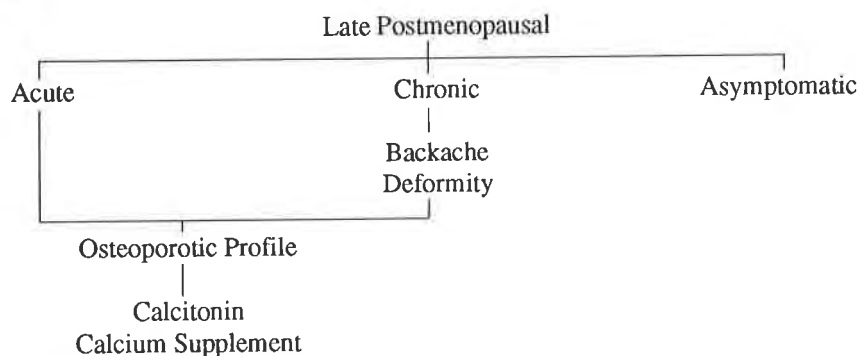 Late Postmenopausal
Acute
Chronic
Asymptomatic
Backache
Deformity
Osteoporotic Profile
Calcitonin
Calcium Supplement